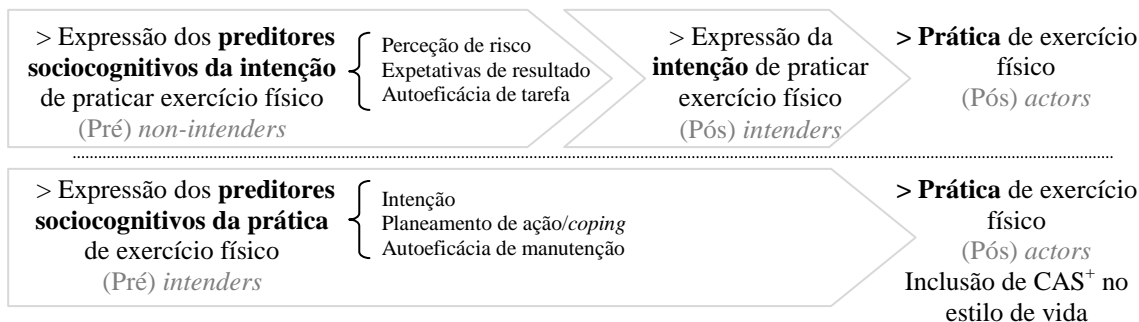 > Expressão dos preditores
sociocognitivos da intenção
de praticar exercício físico
(Pré) non-intenders
Perceção de risco
Expetativas de resultado
Autoeficácia de tarefa
> Expressão da
intenção de praticar
exercício físico
(Pós) intenders
> Prática de exercício
físico
(Pós) actors
> Expressão dos preditores
sociocognitivos da prática
de exercício físico
(Pré) intenders
Intenção
Planeamento de ação/coping
Autoeficácia de manutenção
> Prática de exercício
físico
(Pós) actors
Inclusão de CAS⁺ no
estilo de vida